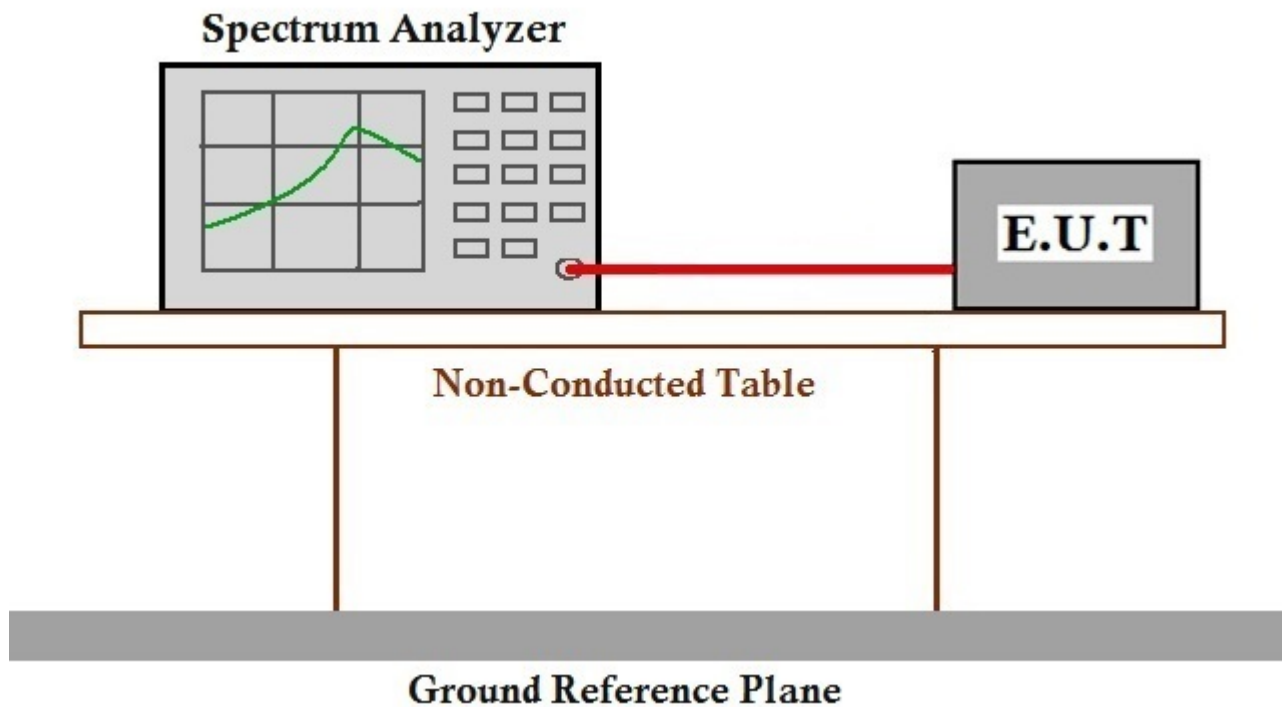 Spectrum Analyzer
E.U.T
Non-Conducted Table
Ground Reference Plane